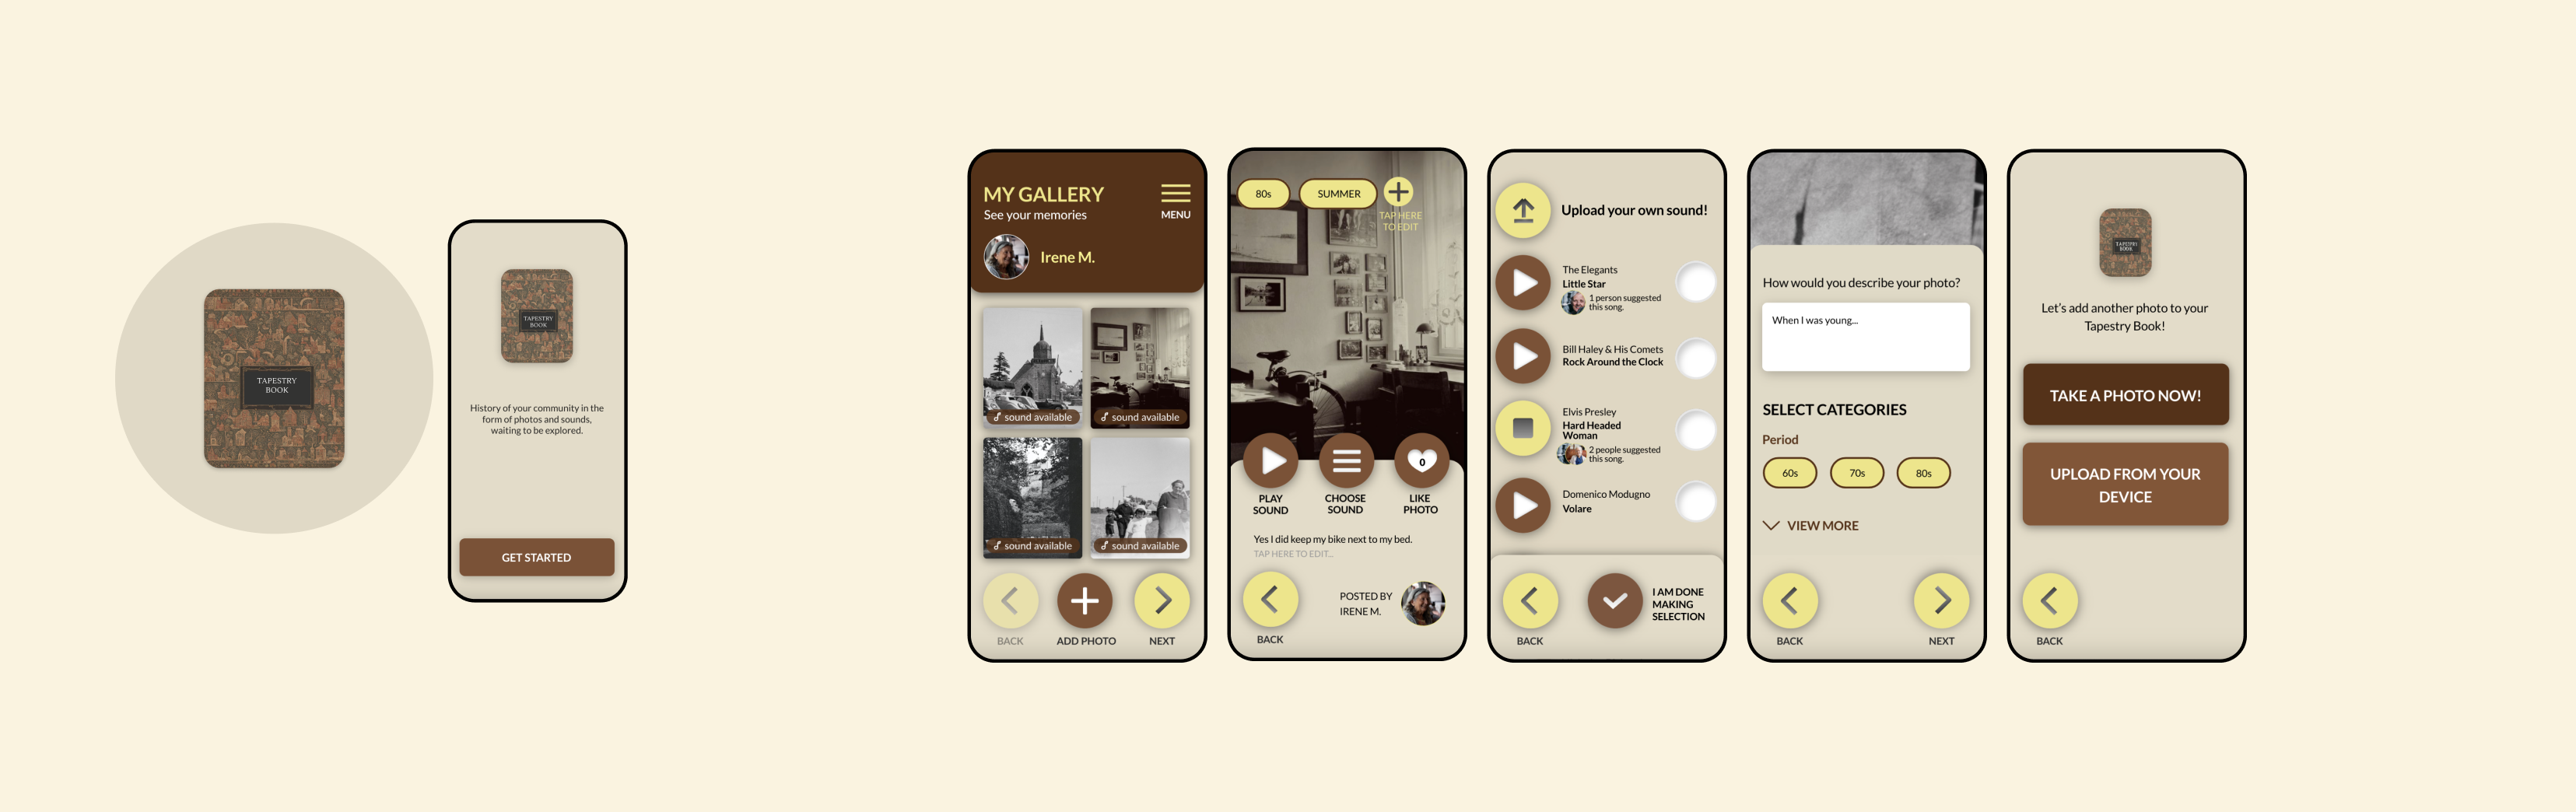 TAPESTRY
BOOK
TAPESTRY
BOOK
History of your community in the
form of photos and sounds,
waiting to be explored.
GET STARTED
MY GALLERY
See your memories
MENU
Irene M.
sound available
sound available
sound available
sound available
BACK
ADD PHOTO
NEXT
80s
SUMMER
TAP HERE
TO EDIT
PLAY
SOUND
CHOOSE
SOUND
0
LIKE
PHOTO
Yes I did keep my bike next to my bed.
TAP HERE TO EDIT...
BACK
POSTED BY
IRENE M.
Upload your own sound!
The Elegants
Little Star
1 person suggested
this song.
Bill Haley & His Comets
Rock Around the Clock
Elvis Presley
Hard Headed
Woman
2 people suggested
this song.
Domenico Modugno
Volare
BACK
I AM DONE
MAKING
SELECTION
How would you describe your photo?
When I was young...
SELECT CATEGORIES
Period
60s
70s
80s
VIEW MORE
BACK
NEXT
TAPESTRY
BOOK
Let's add another photo to your
Tapestry Book!
TAKE A PHOTO NOW!
UPLOAD FROM YOUR
DEVICE
BACK